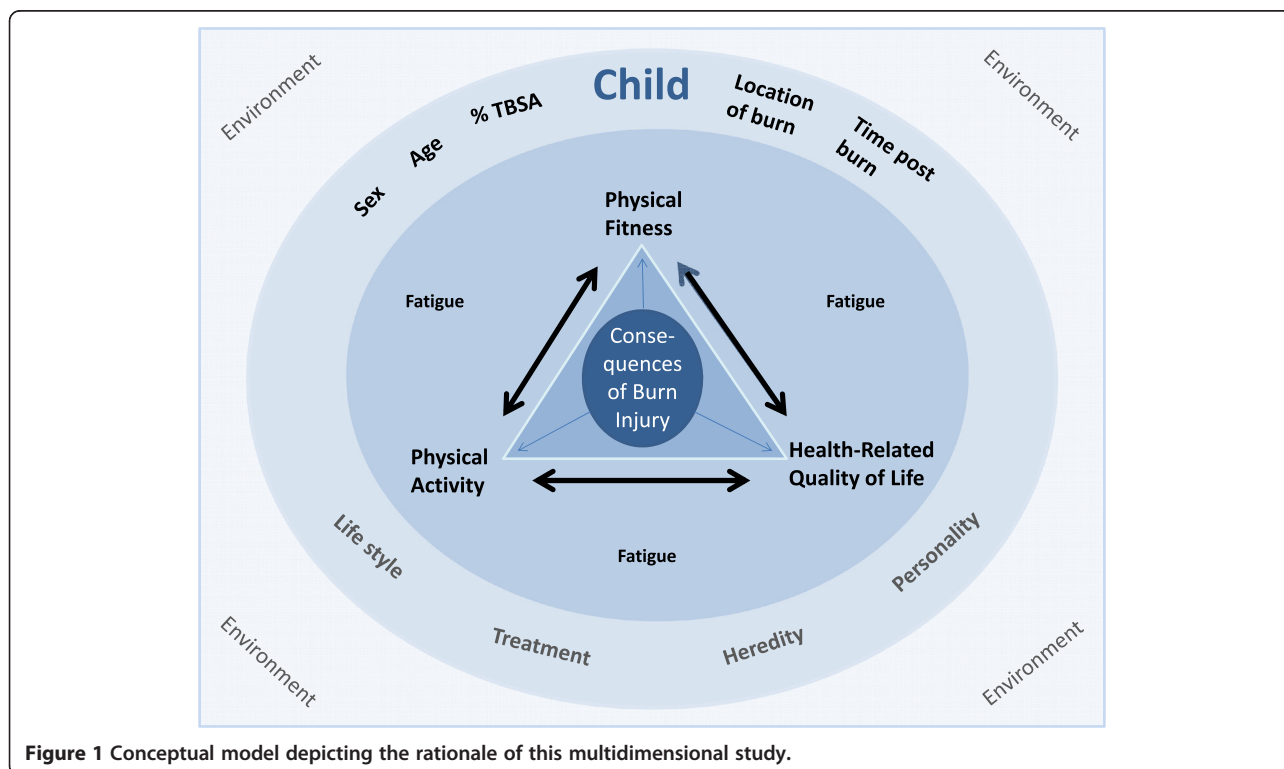 Environment
Environment
Child
% TBSA
Age
Sex
Location
of burn
Time post
burn
Physical
Fitness
Fatigue
Fatigue
Conse-
quences
of Burn
Injury
Physical
Activity
Health-Related
Quality of Life
Fatigue
Life style
Treatment
Heredity
Personality
Environment
Environment
Figure 1 Conceptual model depicting the rationale of this multidimensional study.